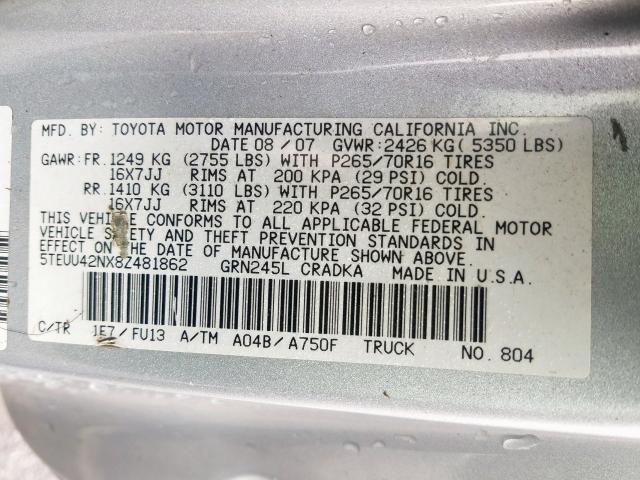 MFD. BY: TOYOTA MOTOR MANUFACTURING CALIFORNIA INC.
DATE 08 / 07 GVWR: 2426 KG ( 5350 LBS)
GAWR: FR. 1249 KG (2755 LBS) WITH P265/70R16 TIRES
16X7JJ RIMS AT 200 KPA (29 PSI) COLD.
RR. 1410 KG (3110 LBS) WITH P265/70R16 TIRES
16X7JJ RIMS AT 220 KPA (32 PSI) COLD.
THIS VEHICLE CONFORMS TO ALL APPLICABLE FEDERAL MOTOR
VEHICLE SAFETY AND THEFT PREVENTION STANDARDS IN
EFFECT ON THE DATE OF MANUFACTURE SHOWN ABOVE.
5TEUU42NX8Z481862 GRN245L CRADKA MADE IN U.S.A
C/TR 1E7/FU13 A/TM A04B/A750F TRUCK NO. 804